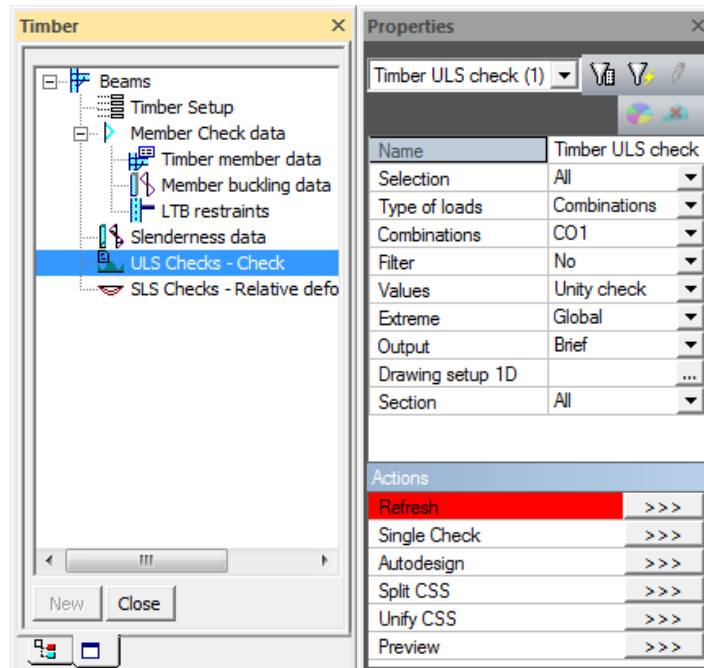 Timber
Beams
Timber Setup
Member Check data
Timber member data
Member buckling data
LTB restraints
Slenderness data
ULS Checks - Check
SLS Checks - Relative defo
New
Close
Properties
Timber ULS check (1)
Name Timber ULS check
Selection All
Type of loads Combinations
Combinations CO1
Filter No
Values Unity check
Extreme Global
Output Brief
Drawing setup 1D ...
Section All
Actions
Refresh >>>
Single Check >>>
Autodesign >>>
Split CSS >>>
Unify CSS >>>
Preview >>>